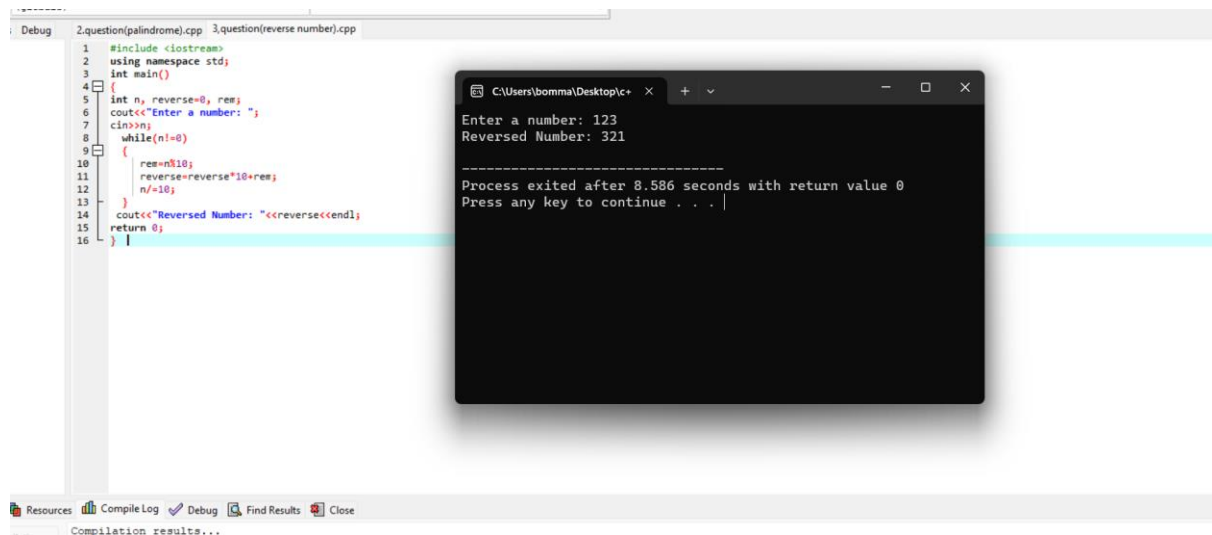 Debug
2.question(palindrome).cpp 3,question(reverse number).cpp
1 #include <iostream>
2 using namespace std;
3 int main()
4 {
5 int n, reverse=0, rem;
6 cout<<"Enter a number: ";
7 cin>>n;
8 while(n!=0)
9 {
10 rem=n%10;
11 reverse=reverse*10+rem;
12 n/=10;
13 }
14 cout<<"Reversed Number: "<<reverse<<endl;
15 return 0;
16 }
C:\Users\bomma\Desktop\c+
Enter a number: 123
Reversed Number: 321
--------------------------------
Process exited after 8.586 seconds with return value 0
Press any key to continue . . .
Resources Compile Log Debug Find Results Close
Compilation results...